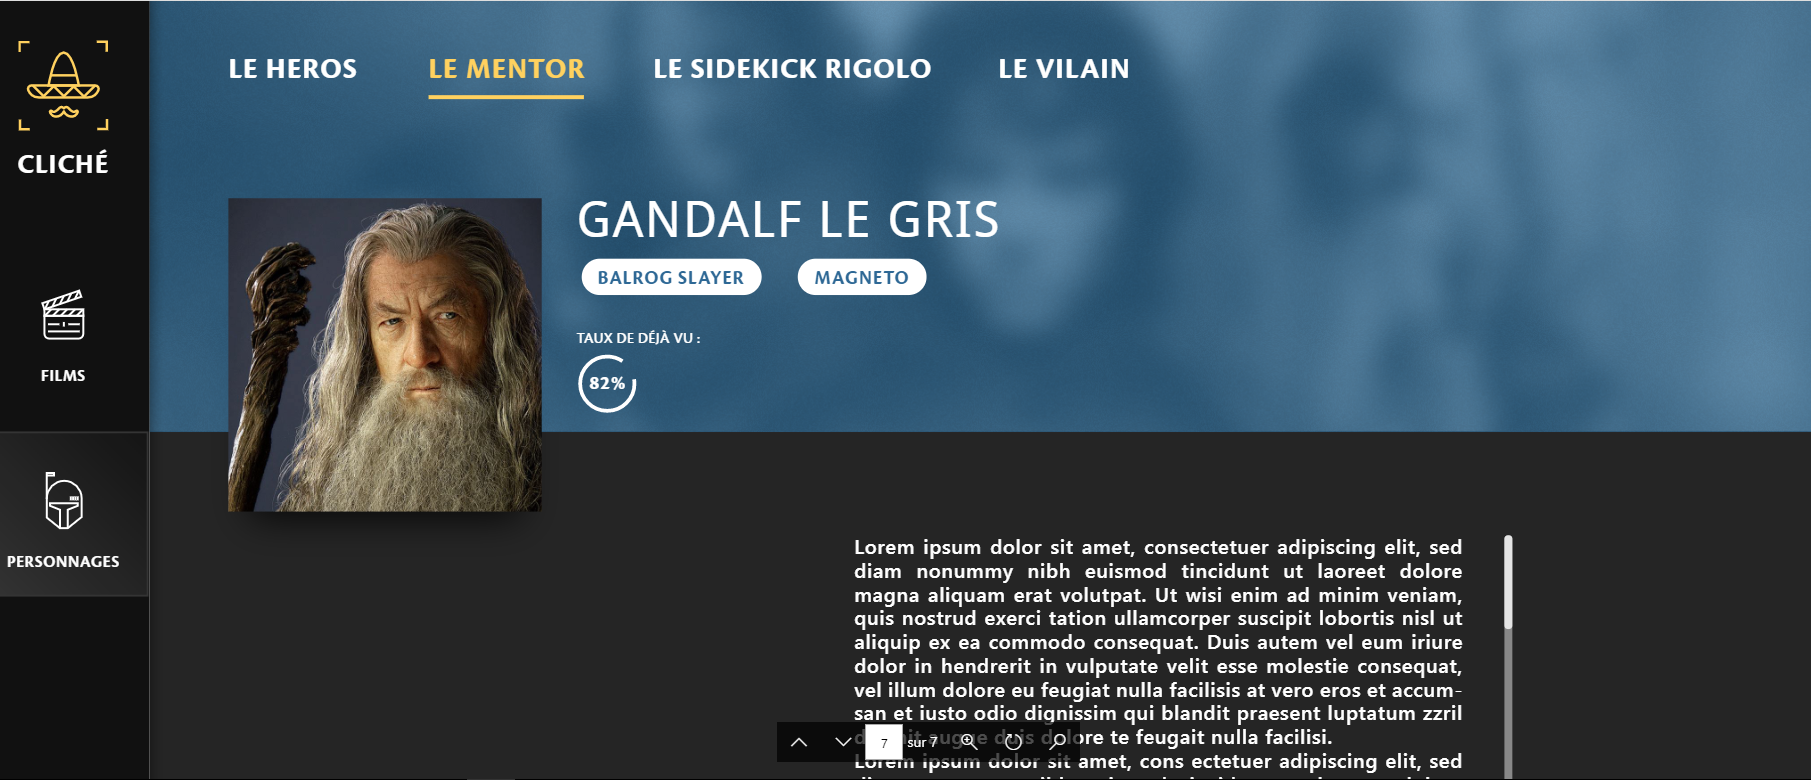 CLICHÉ
FILMS
PERSONNAGES
LE HEROS
LE MENTOR
LE SIDEKICK RIGOLO
LE VILAIN
GANDALF LE GRIS
BALROG SLAYER
MAGNETO
TAUX DE DÉJÀ VU :
82%
Lorem ipsum dolor sit amet, consectetuer adipiscing elit, sed
diam nonummy nibh euismod tincidunt ut laoreet dolore
magna aliquam erat volutpat. Ut wisi enim ad minim veniam,
quis nostrud exerci tation ullamcorper suscipit lobortis nisl ut
aliquip ex ea commodo consequat. Duis autem vel eum iriure
dolor in hendrerit in vulputate velit esse molestie consequat,
vel illum dolore eu feugiat nulla facilisis at vero eros et accum-
san et iusto odio dignissim qui blandit praesent luptatum zzril
augue duis dolore te feugait nulla facilisi.
Lorem ipsum dolor sit amet, cons ectetuer adipiscing elit, sed
7 sur 7